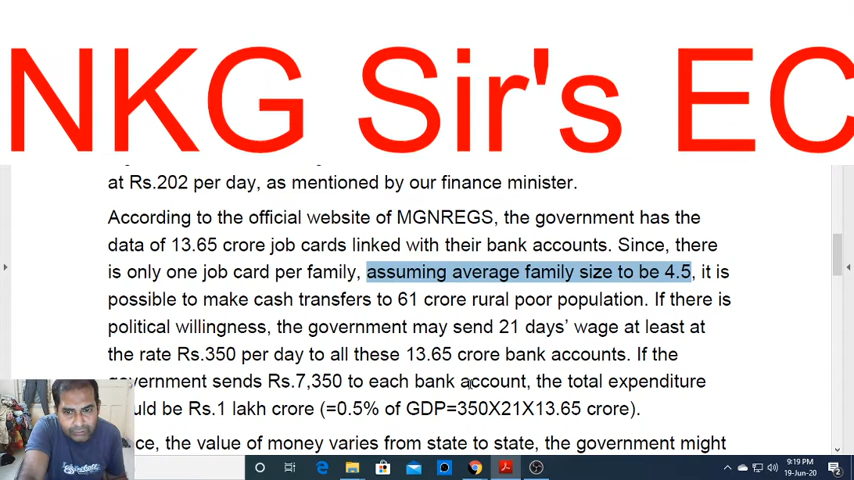 NKG Sir's EC
at Rs.202 per day, as mentioned by our finance minister.
According to the official website of MGNREGS, the government has the
data of 13.65 crore job cards linked with their bank accounts. Since, there
is only one job card per family, assuming average family size to be 4.5, it is
possible to make cash transfers to 61 crore rural poor population. If there is
political willingness, the government may send 21 days' wage at least at
the rate Rs.350 per day to all these 13.65 crore bank accounts. If the
government sends Rs.7,350 to each bank account, the total expenditure
would be Rs.1 lakh crore (=0.5% of GDP=350X21X13.65 crore).
the value of money varies from state to state, the government might
9:19 PM
19-Jun-20
2